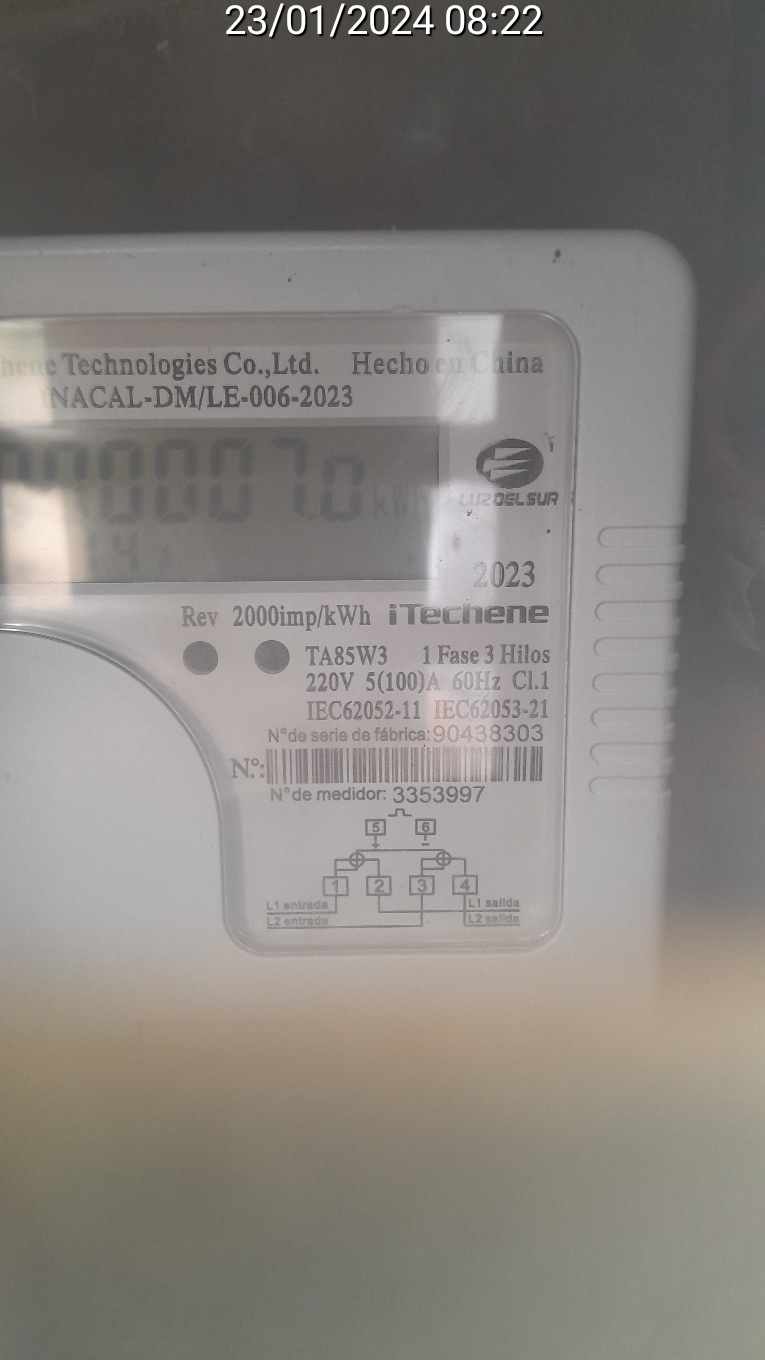 23/01/2024 08:22
Technologies Co.,Ltd. Hecho en China
INACAL-DM/LE-006-2023
00007.0 kWh
LUZ DEL SUR
2023
Rev 2000imp/kWh iTechene
TA85W3 1 Fase 3 Hilos
220V 5(100)A 60Hz Cl.1
IEC62052-11 IEC62053-21
N°de serie de fábrica:90438303
N.º:
N°de medidor: 3353997
5 6
+ -
1 2 3 4
L1 entrada L1 salida
L2 entrada L2 salida